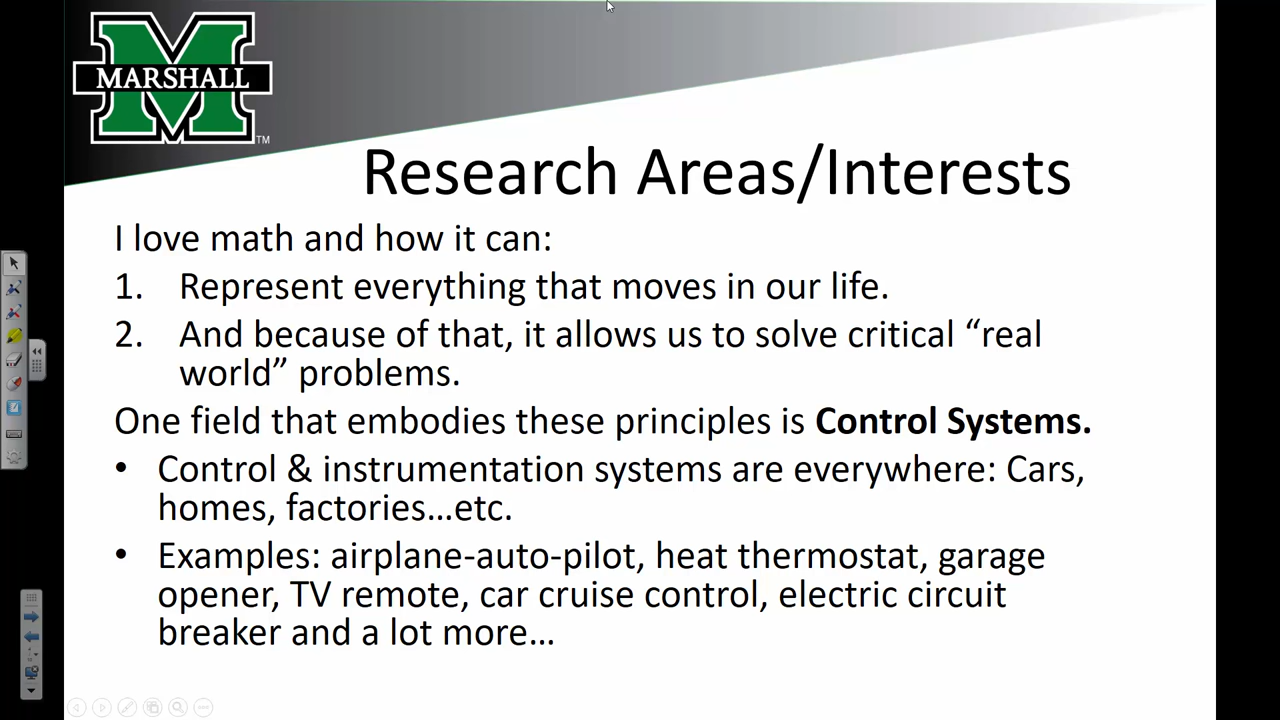 MARSHALL
TM
Research Areas/Interests
I love math and how it can:
1. Represent everything that moves in our life.
2. And because of that, it allows us to solve critical “real
world” problems.
One field that embodies these principles is Control Systems.
• Control & instrumentation systems are everywhere: Cars,
homes, factories...etc.
• Examples: airplane-auto-pilot, heat thermostat, garage
opener, TV remote, car cruise control, electric circuit
breaker and a lot more...